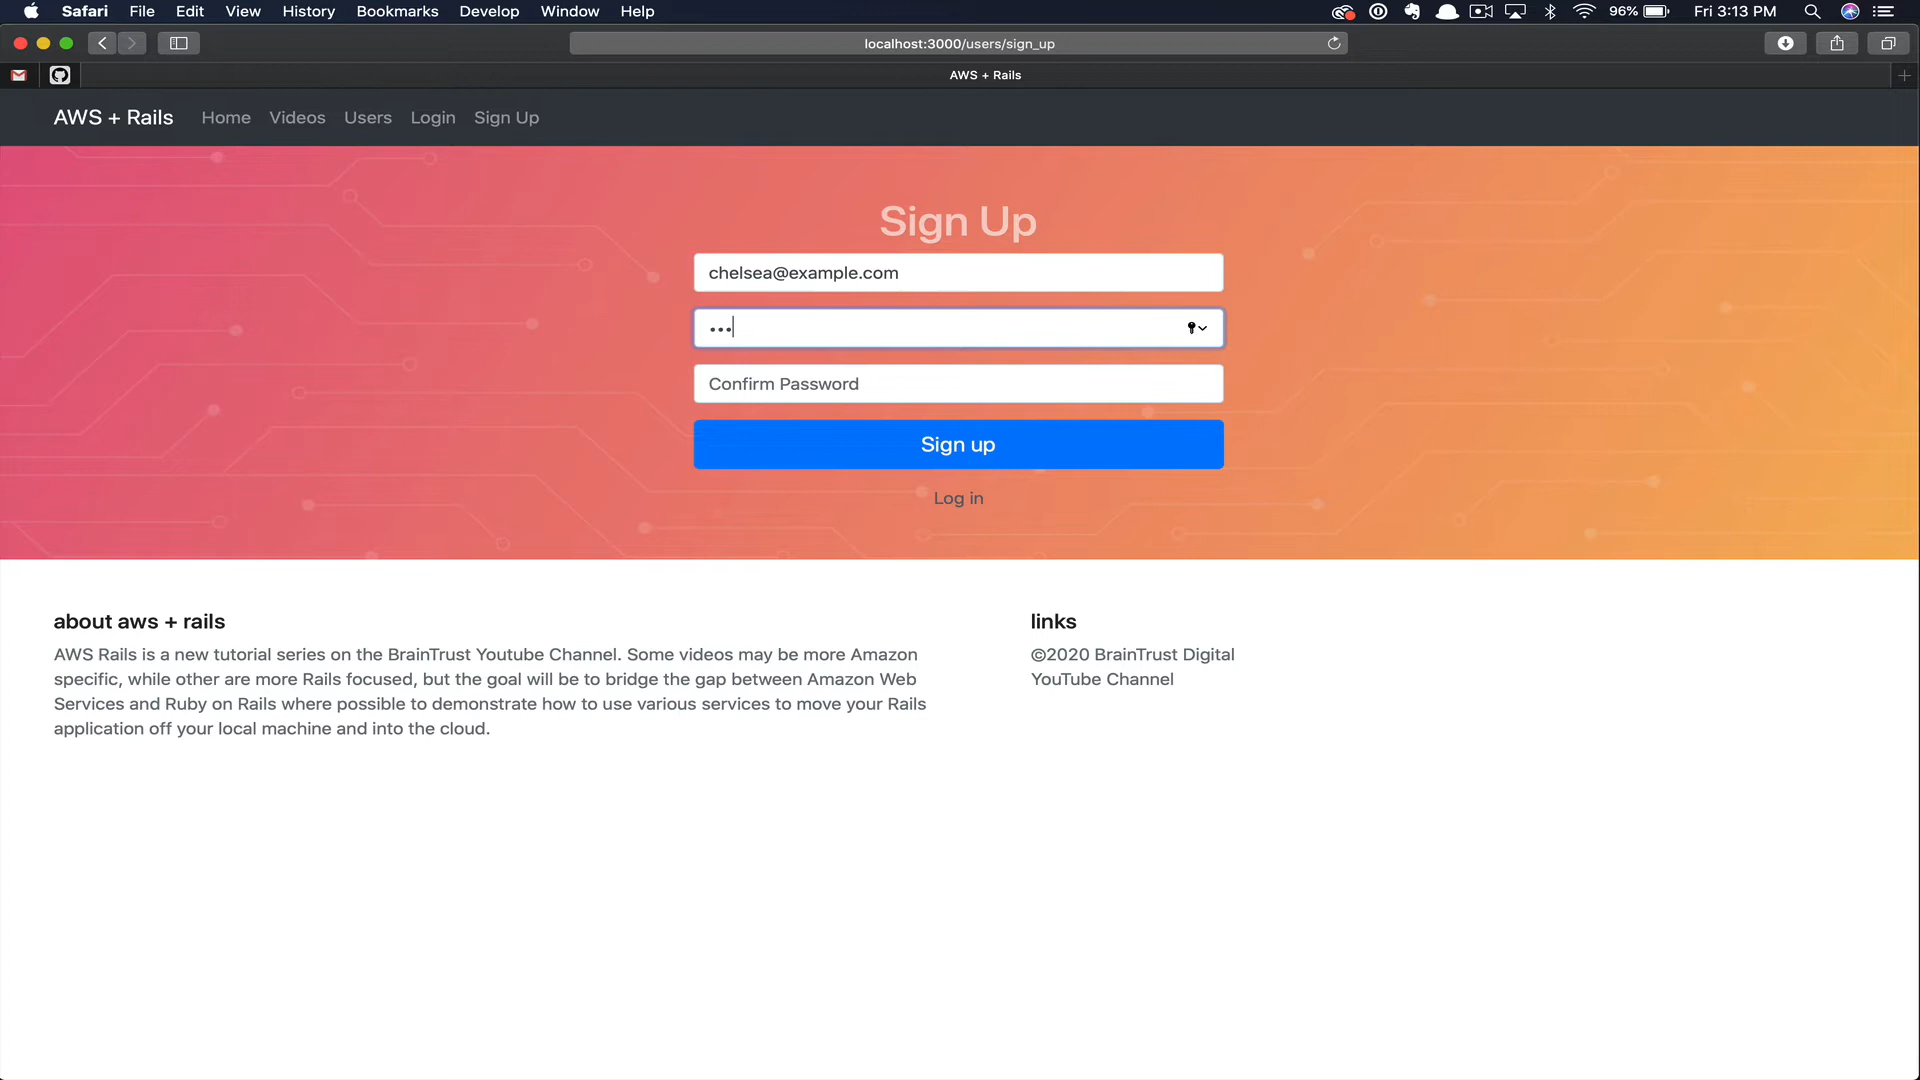 Safari File Edit View History Bookmarks Develop Window Help 96% Fri 3:13 PM
localhost:3000/users/sign_up
AWS + Rails
AWS + Rails Home Videos Users Login Sign Up
Sign Up
chelsea@example.com
•••
Confirm Password
Sign up
Log in
about aws + rails
AWS Rails is a new tutorial series on the BrainTrust Youtube Channel. Some videos may be more Amazon
specific, while other are more Rails focused, but the goal will be to bridge the gap between Amazon Web
Services and Ruby on Rails where possible to demonstrate how to use various services to move your Rails
application off your local machine and into the cloud.
links
©2020 BrainTrust Digital
YouTube Channel